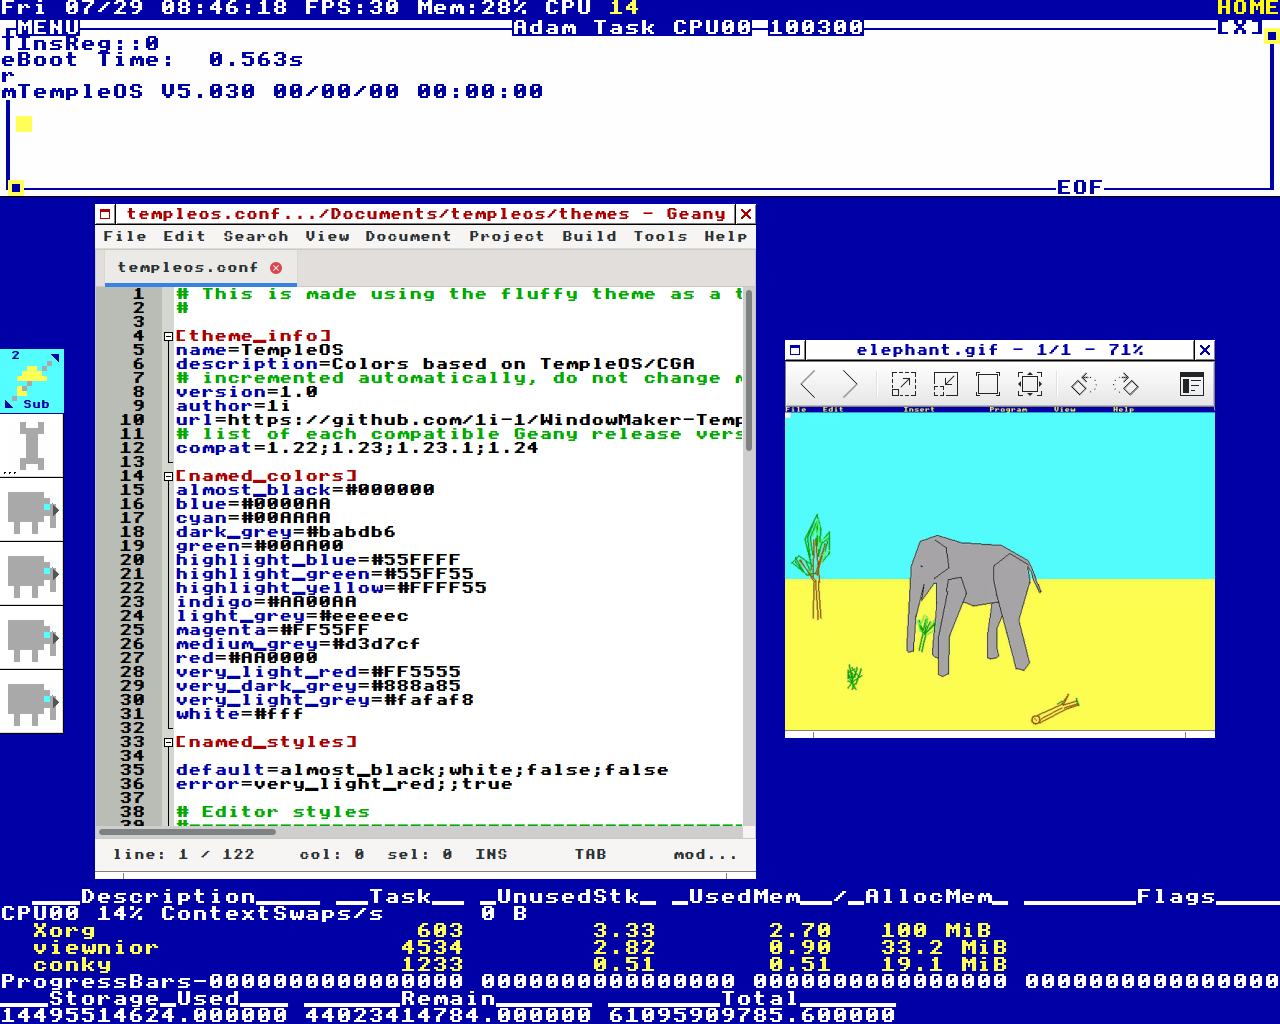 Fri 07/29 08:46:18 FPS:30 Mem:28% CPU 14 HOME
MENU Adam Task CPU00 100300 [X]
fInsReg::0
eBoot Time:  0.563s
r
mTempleOS V5.030 00/00/00 00:00:00
EOF
templeos.conf.../Documents/templeos/themes - Geany
File Edit Search View Document Project Build Tools Help
templeos.conf
1 # This is made using the fluffy theme as a t
2 #
3
4 [theme_info]
5 name=TempleOS
6 description=Colors based on TempleOS/CGA
7 # incremented automatically, do not change m
8 version=1.0
9 author=1i
10 url=https://github.com/1i-1/WindowMaker-Temp
11 # list of each compatible Geany release vers
12 compat=1.22;1.23;1.23.1;1.24
13
14 [named_colors]
15 almost_black=#000000
16 blue=#0000AA
17 cyan=#00AAAA
18 dark_grey=#babdb6
19 green=#00AA00
20 highlight_blue=#55FFFF
21 highlight_green=#55FF55
22 highlight_yellow=#FFFF55
23 indigo=#AA00AA
24 light_grey=#eeeeec
25 magenta=#FF55FF
26 medium_grey=#d3d7cf
27 red=#AA0000
28 very_light_red=#FF5555
29 very_dark_grey=#888a85
30 very_light_grey=#fafaf8
31 white=#fff
32
33 [named_styles]
34
35 default=almost_black;white;false;false
36 error=very_light_red;;true
37
38 # Editor styles
39 #
line: 1 / 122 col: 0 sel: 0 INS TAB mod...
2
Sub
...
elephant.gif - 1/1 - 71%
File Edit Insert Program View Help
____Description____ __Task__ _UnusedStk_ _UsedMem__/_AllocMem_ _______Flags____
CPU00 14% ContextSwaps/s 0 B
Xorg 603 3.33 2.70 100 MiB
viewnior 4534 2.82 0.90 33.2 MiB
conky 1233 0.51 0.51 19.1 MiB
ProgressBars-0000000000000000 0000000000000000 0000000000000000 0000000000000000
___Storage_Used___ ______Remain______ _______Total______
14495514624.000000 44023414784.000000 61095909785.600000